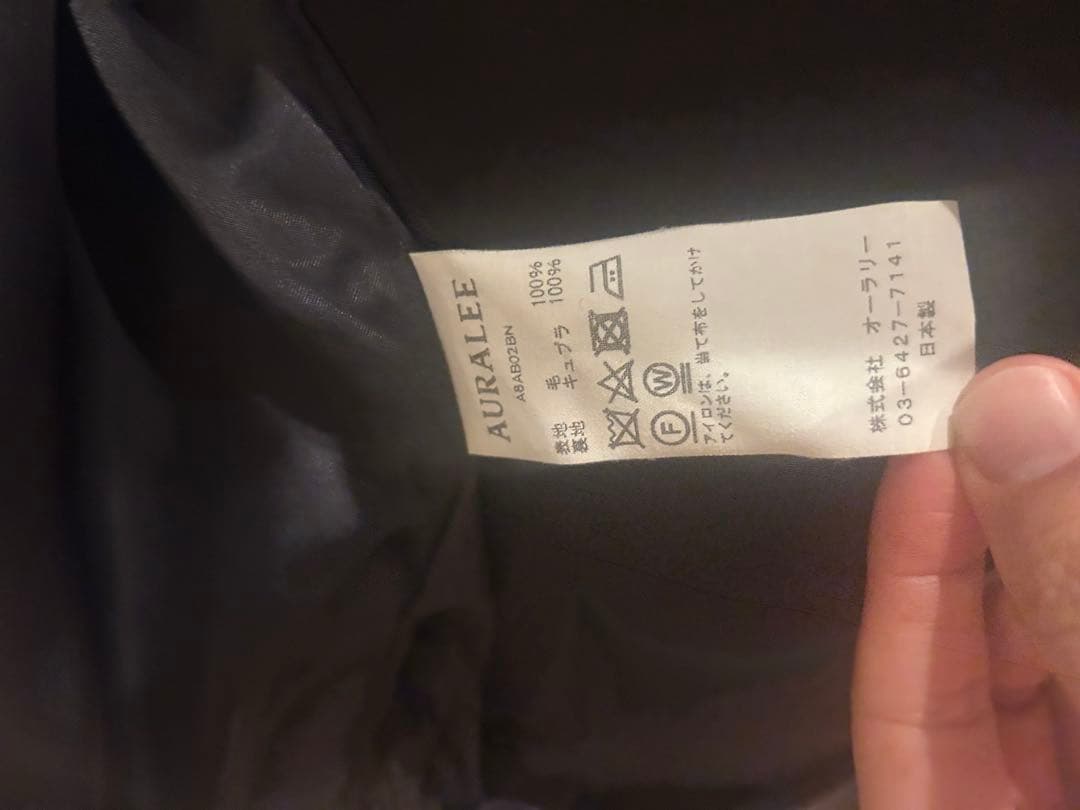 AURALEE
A8AB02BN
表地 毛 100%
裏地 キュプラ 100%
F W
アイロンは、当て布をしてかけ
てください。
株式会社 オーラリー
03-6427-7141
日本製